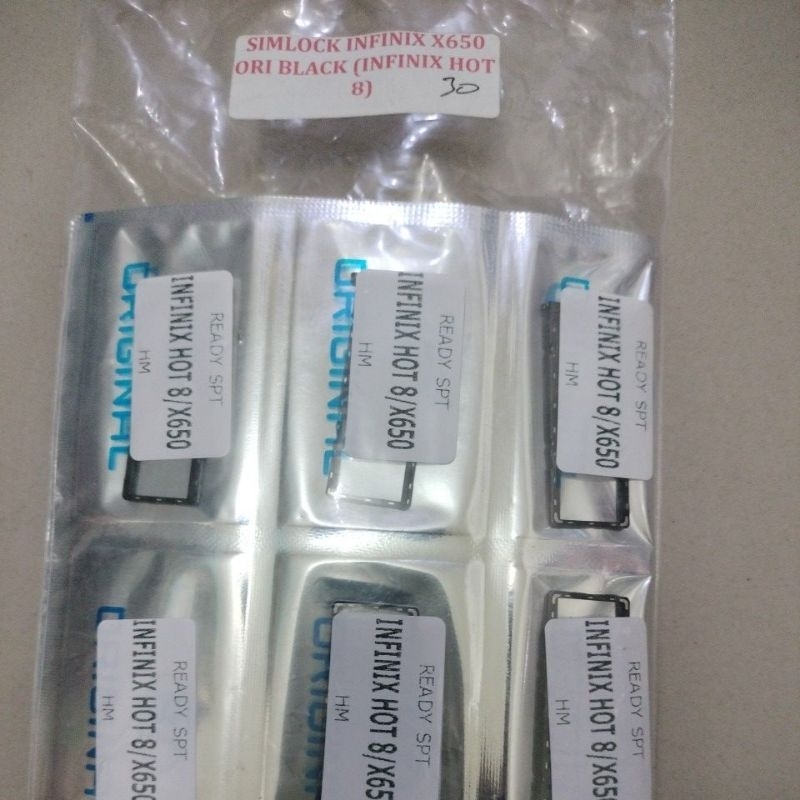 SIMLOCK INFINIX X650
ORI BLACK (INFINIX HOT
8)
30
ORIGINAL
READY SPT
INFINIX HOT 8/X650
HM
ORIGINAL
READY SPT
INFINIX HOT 8/X650
HM
READY SPT
INFINIX HOT 8/X650
HM
ORIGINAL
READY SPT
INFINIX HOT 8/X650
HM
ORIGINAL
READY SPT
INFINIX HOT 8/X65
HM
READY SPT
INFINIX HOT 8/X650
HM